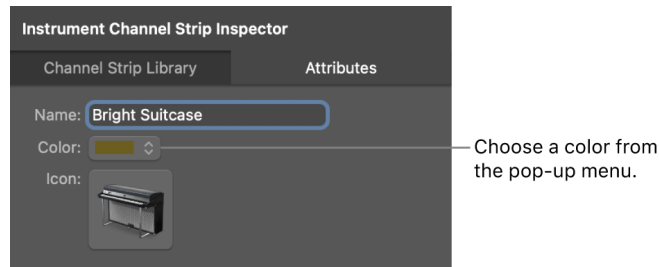 Instrument Channel Strip Inspector
Channel Strip Library
Attributes
Name: Bright Suitcase
Color:
Choose a color from
the pop-up menu.
Icon: